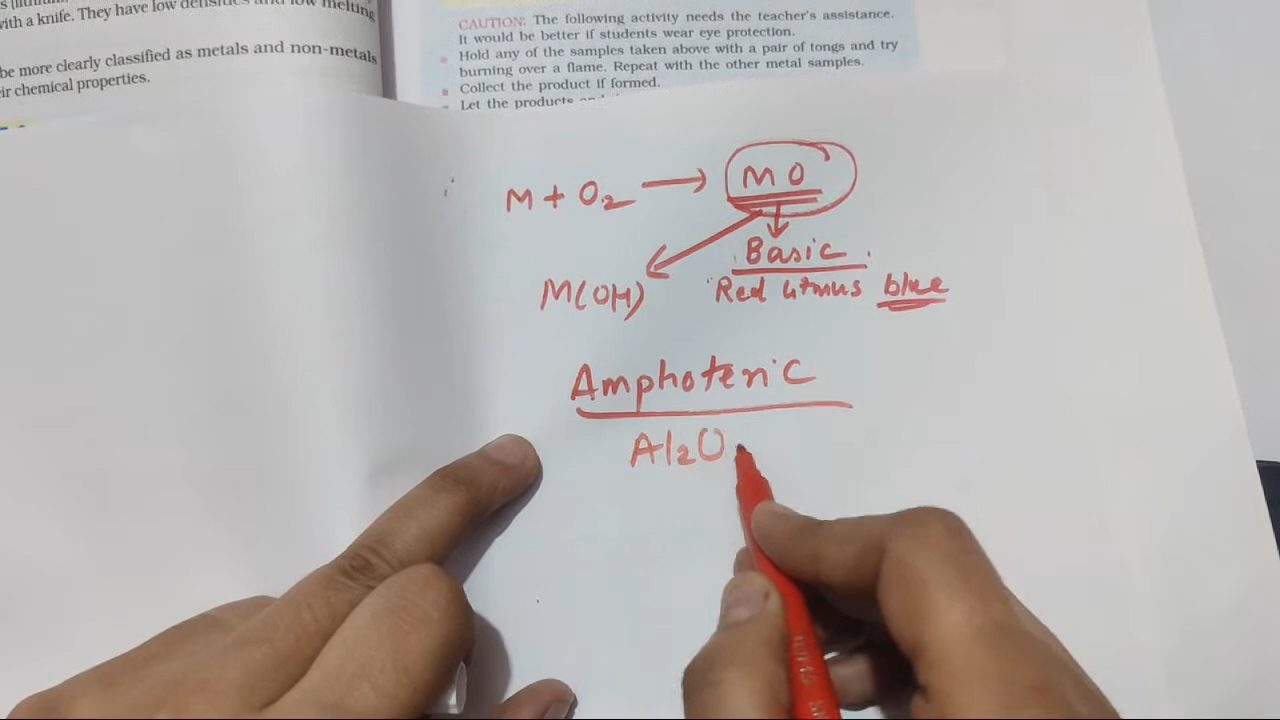 with a knife. They have low densities and low melting
be more clearly classified as metals and non-metals
ir chemical properties.
CAUTION: The following activity needs the teacher's assistance.
It would be better if students wear eye protection.
Hold any of the samples taken above with a pair of tongs and try
burning over a flame. Repeat with the other metal samples.
Collect the product if formed.
Let the products
M + O₂ → MO
Basic
M(OH)
Red litmus blue
Amphoteric
Al₂O